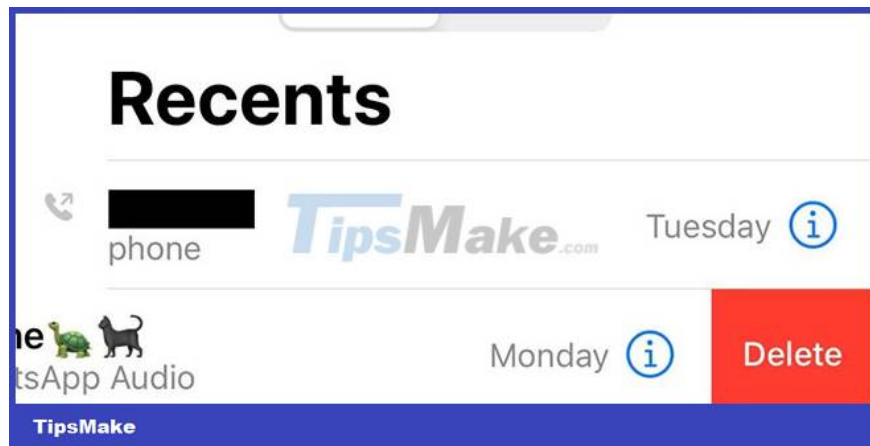 Recents
TipsMake.com
Tuesday
phone
ne🐢🐈‍⬛
Monday
Delete
tsApp Audio
TipsMake